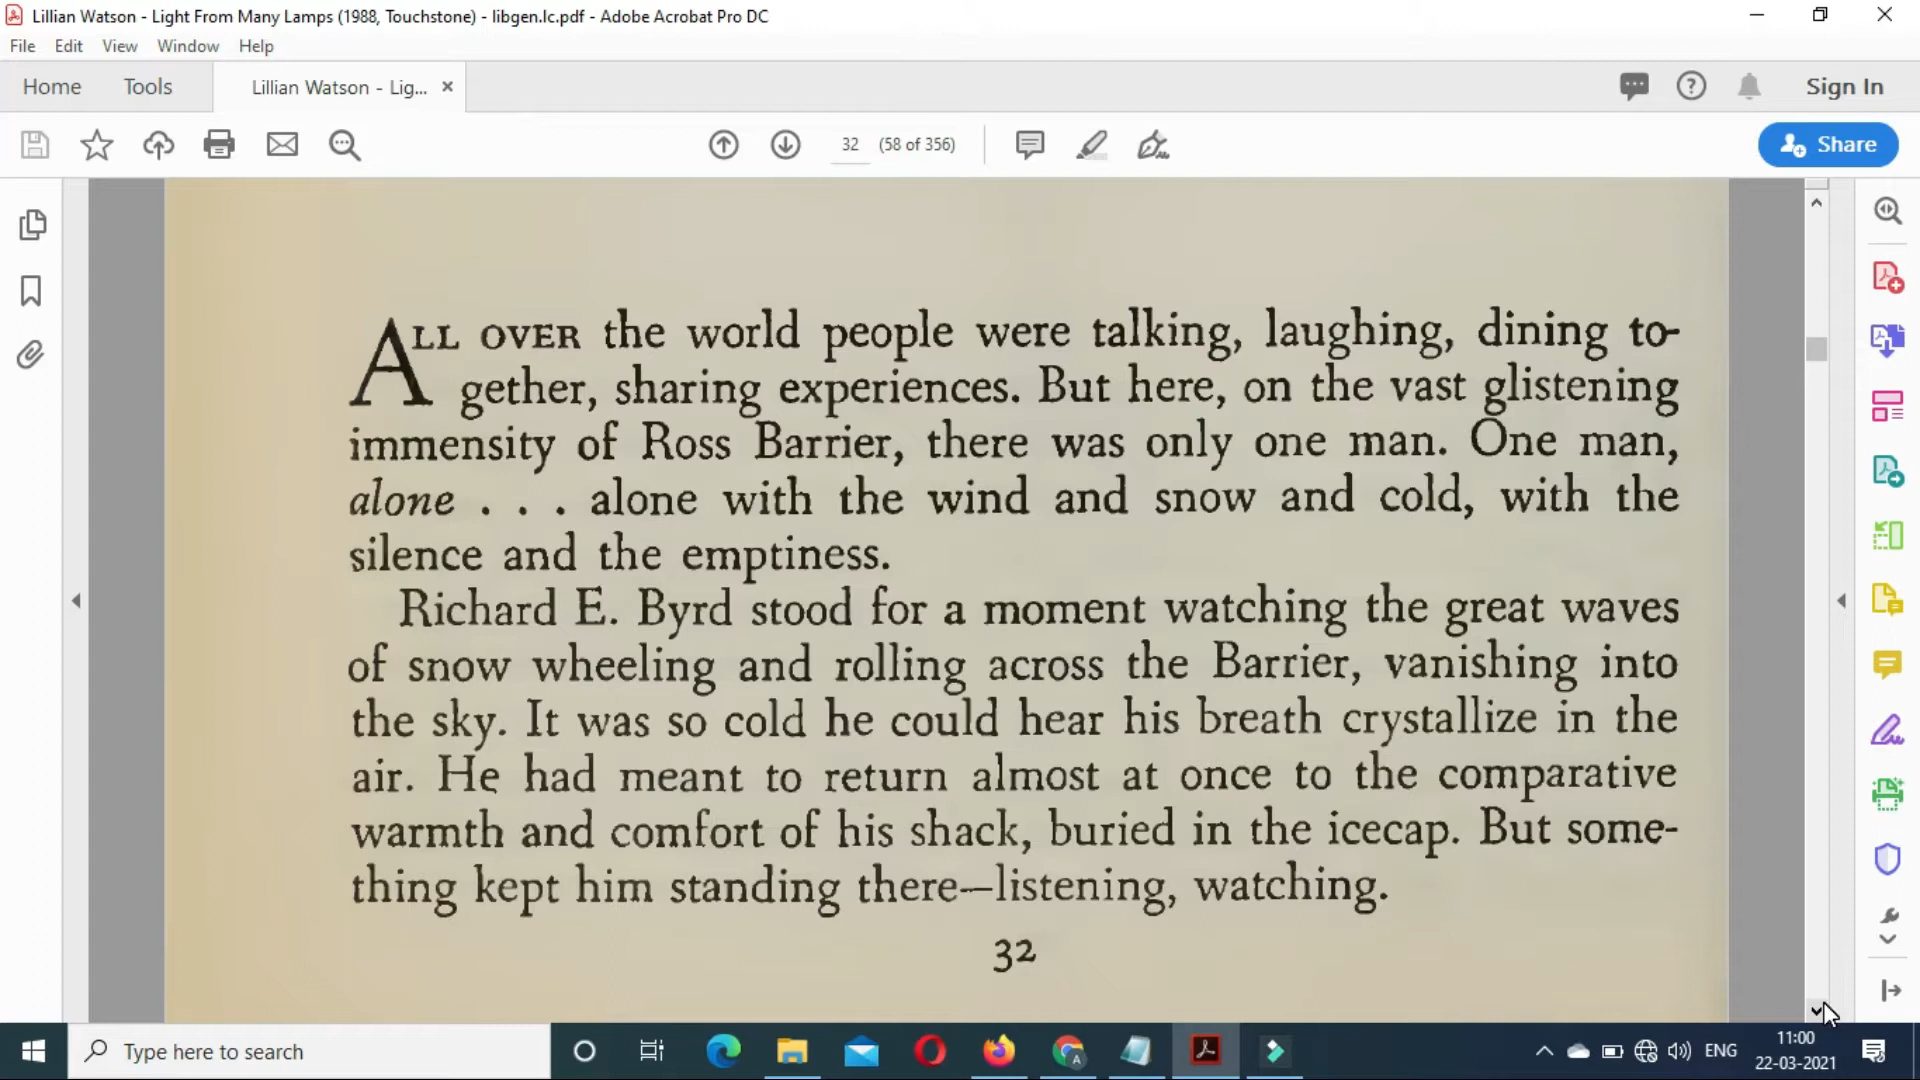 Lillian Watson - Light From Many Lamps (1988, Touchstone) - libgen.lc.pdf - Adobe Acrobat Pro DC
File Edit View Window Help
Home Tools Lillian Watson - Lig... × Sign In
32 (58 of 356) Share
ALL OVER the world people were talking, laughing, dining to-
gether, sharing experiences. But here, on the vast glistening
immensity of Ross Barrier, there was only one man. One man,
alone . . . alone with the wind and snow and cold, with the
silence and the emptiness.
Richard E. Byrd stood for a moment watching the great waves
of snow wheeling and rolling across the Barrier, vanishing into
the sky. It was so cold he could hear his breath crystallize in the
air. He had meant to return almost at once to the comparative
warmth and comfort of his shack, buried in the icecap. But some-
thing kept him standing there—listening, watching.
32
Type here to search
ENG
11:00
22-03-2021